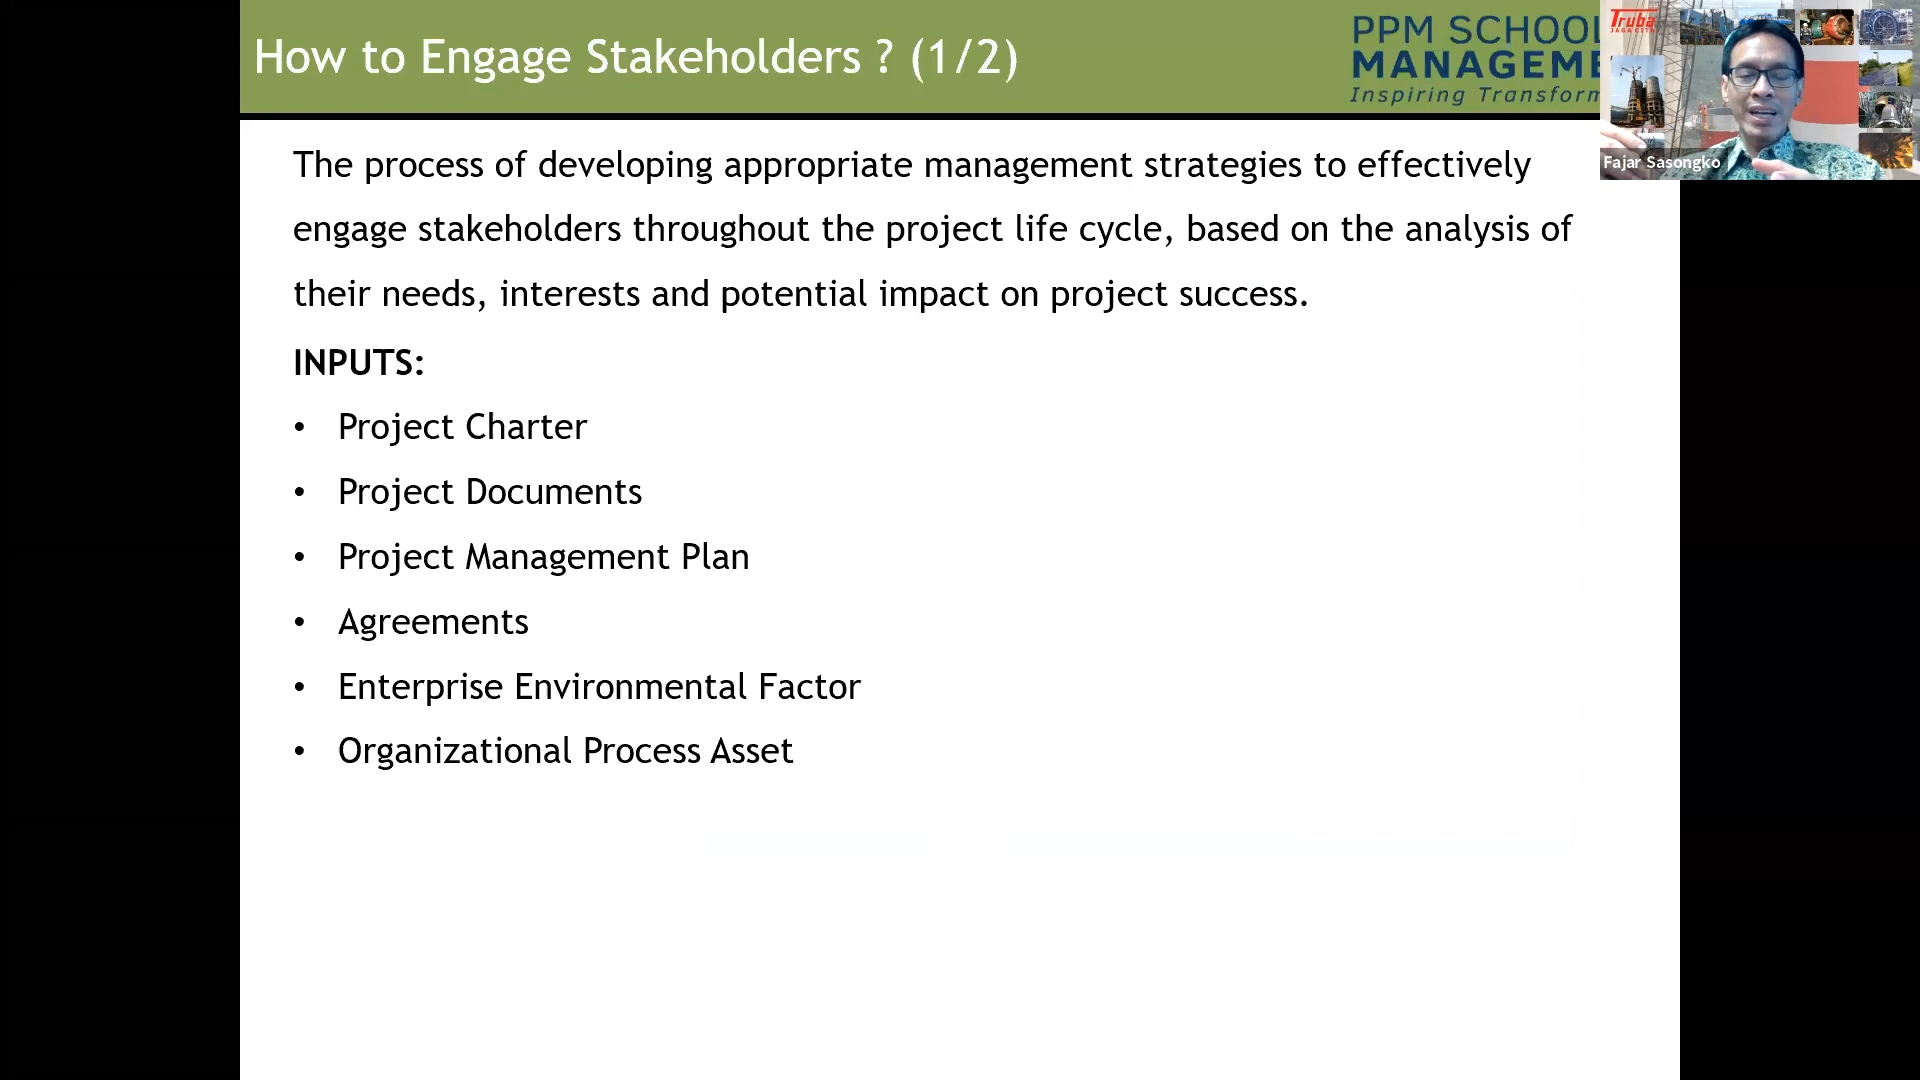 How to Engage Stakeholders ? (1/2)
PPM SCHOOL
MANAGEME
Inspiring Transform
Truba
JAGA CITA
Fajar Sasongko
The process of developing appropriate management strategies to effectively
engage stakeholders throughout the project life cycle, based on the analysis of
their needs, interests and potential impact on project success.
INPUTS:
• Project Charter
• Project Documents
• Project Management Plan
• Agreements
• Enterprise Environmental Factor
• Organizational Process Asset